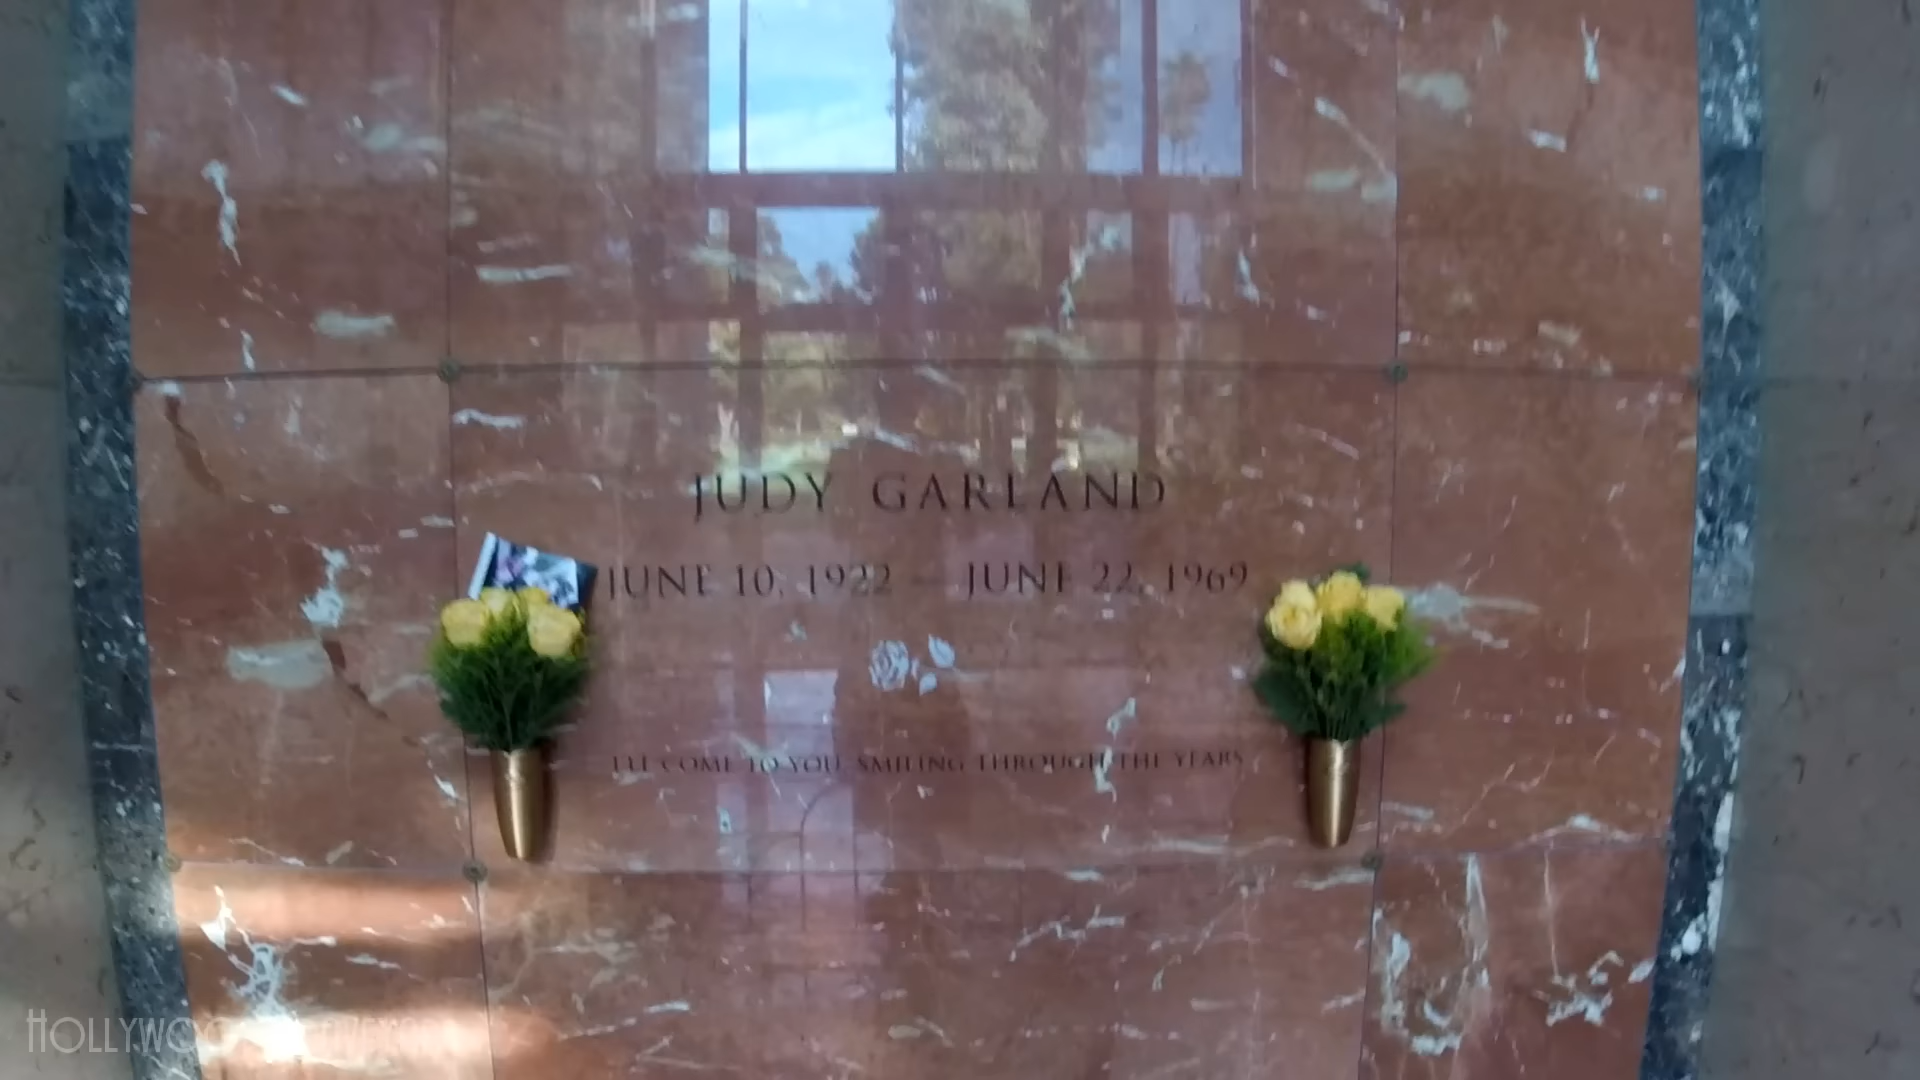 JUDY GARLAND
JUNE 10, 1922 — JUNE 22, 1969
I'LL COME TO YOU SMILING THROUGH THE YEARS